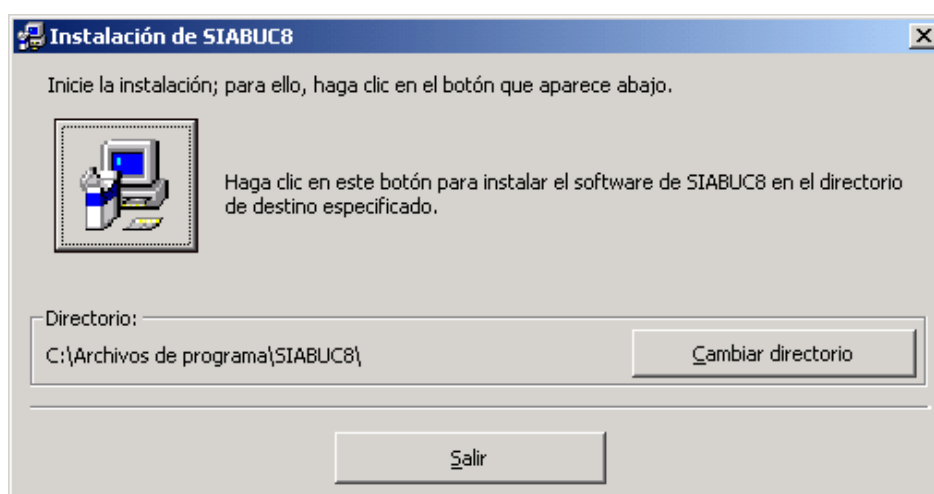 Instalación de SIABUC8
Inicie la instalación; para ello, haga clic en el botón que aparece abajo.
Haga clic en este botón para instalar el software de SIABUC8 en el directorio
de destino especificado.
Directorio:
C:\Archivos de programa\SIABUC8\
Cambiar directorio
Salir